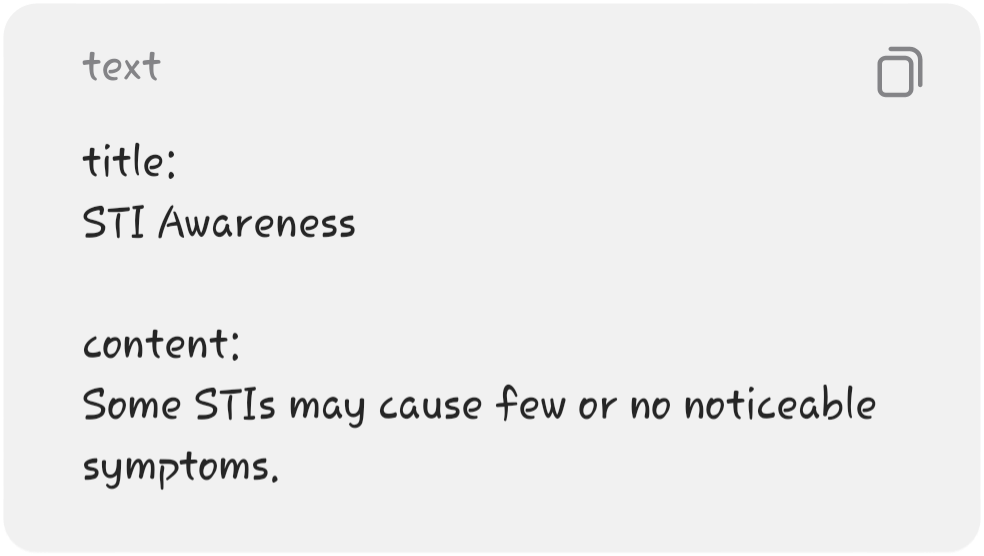 text
title:
STI Awareness
content:
Some STIs may cause few or no noticeable
symptoms.